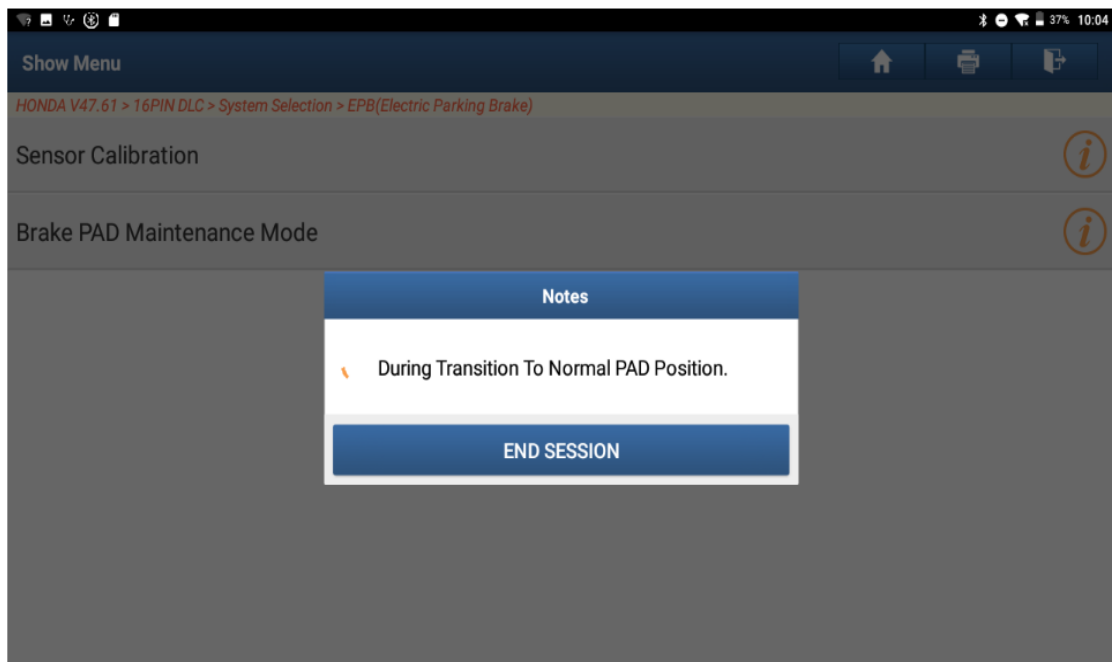 37% 10:04
Show Menu
HONDA V47.61 > 16PIN DLC > System Selection > EPB(Electric Parking Brake)
Sensor Calibration
Brake PAD Maintenance Mode
Notes
During Transition To Normal PAD Position.
END SESSION